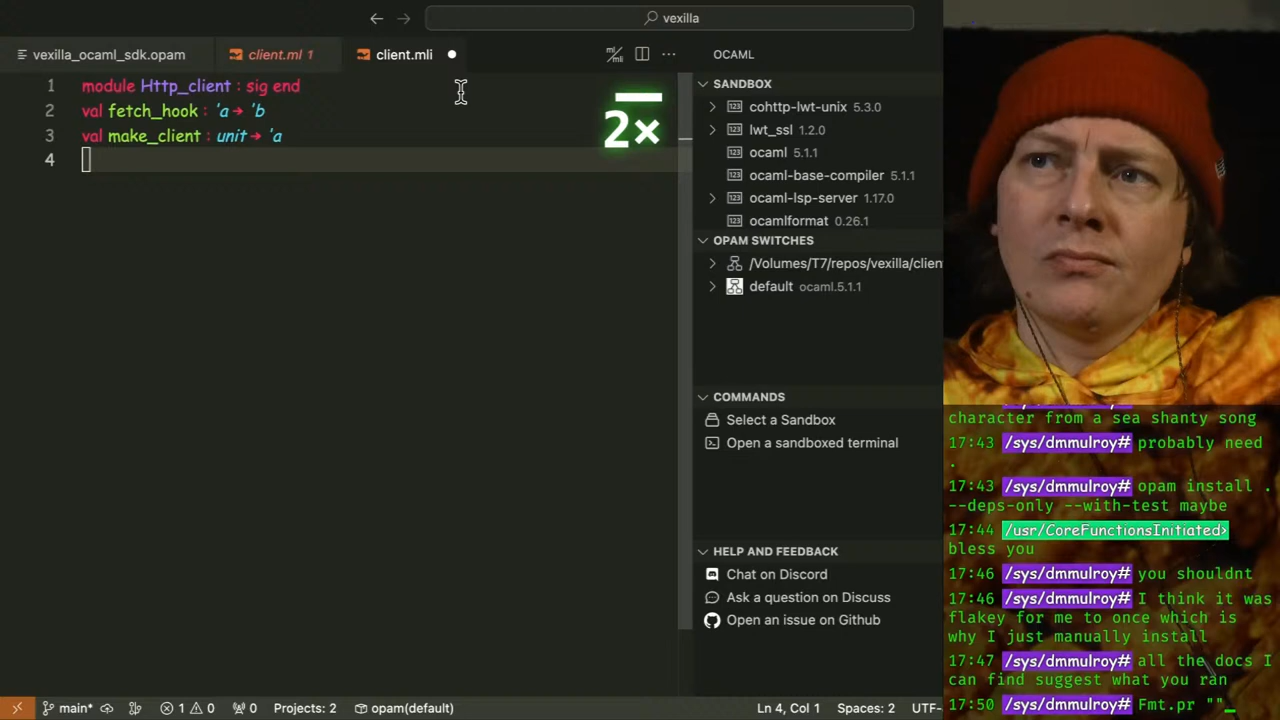 vexilla
vexilla_ocaml_sdk.opam
client.ml 1
client.mli
OCAML
1 module Http_client : sig end
2 val fetch_hook : 'a → 'b
3 val make_client : unit → 'a
4
2×
SANDBOX
cohttp-lwt-unix 5.3.0
lwt_ssl 1.2.0
ocaml 5.1.1
ocaml-base-compiler 5.1.1
ocaml-lsp-server 1.17.0
ocamlformat 0.26.1
OPAM SWITCHES
/Volumes/T7/repos/vexilla/clien
default ocaml.5.1.1
COMMANDS
Select a Sandbox
Open a sandboxed terminal
HELP AND FEEDBACK
Chat on Discord
Ask a question on Discuss
Open an issue on Github
character from a sea shanty song
17:43 /sys/dmmulroy# probably need
.
17:43 /sys/dmmulroy# opam install .
--deps-only --with-test maybe
17:44 /usr/CoreFunctionsInitiated>
bless you
17:46 /sys/dmmulroy# you shouldnt
17:46 /sys/dmmulroy# I think it was
flakey for me to once which is
why I just manually install
17:47 /sys/dmmulroy# all the docs I
can find suggest what you ran
17:50 /sys/dmmulroy# Fmt.pr ""_
main* 1 0 0 Projects: 2 opam(default) Ln 4, Col 1 Spaces: 2 UTF-